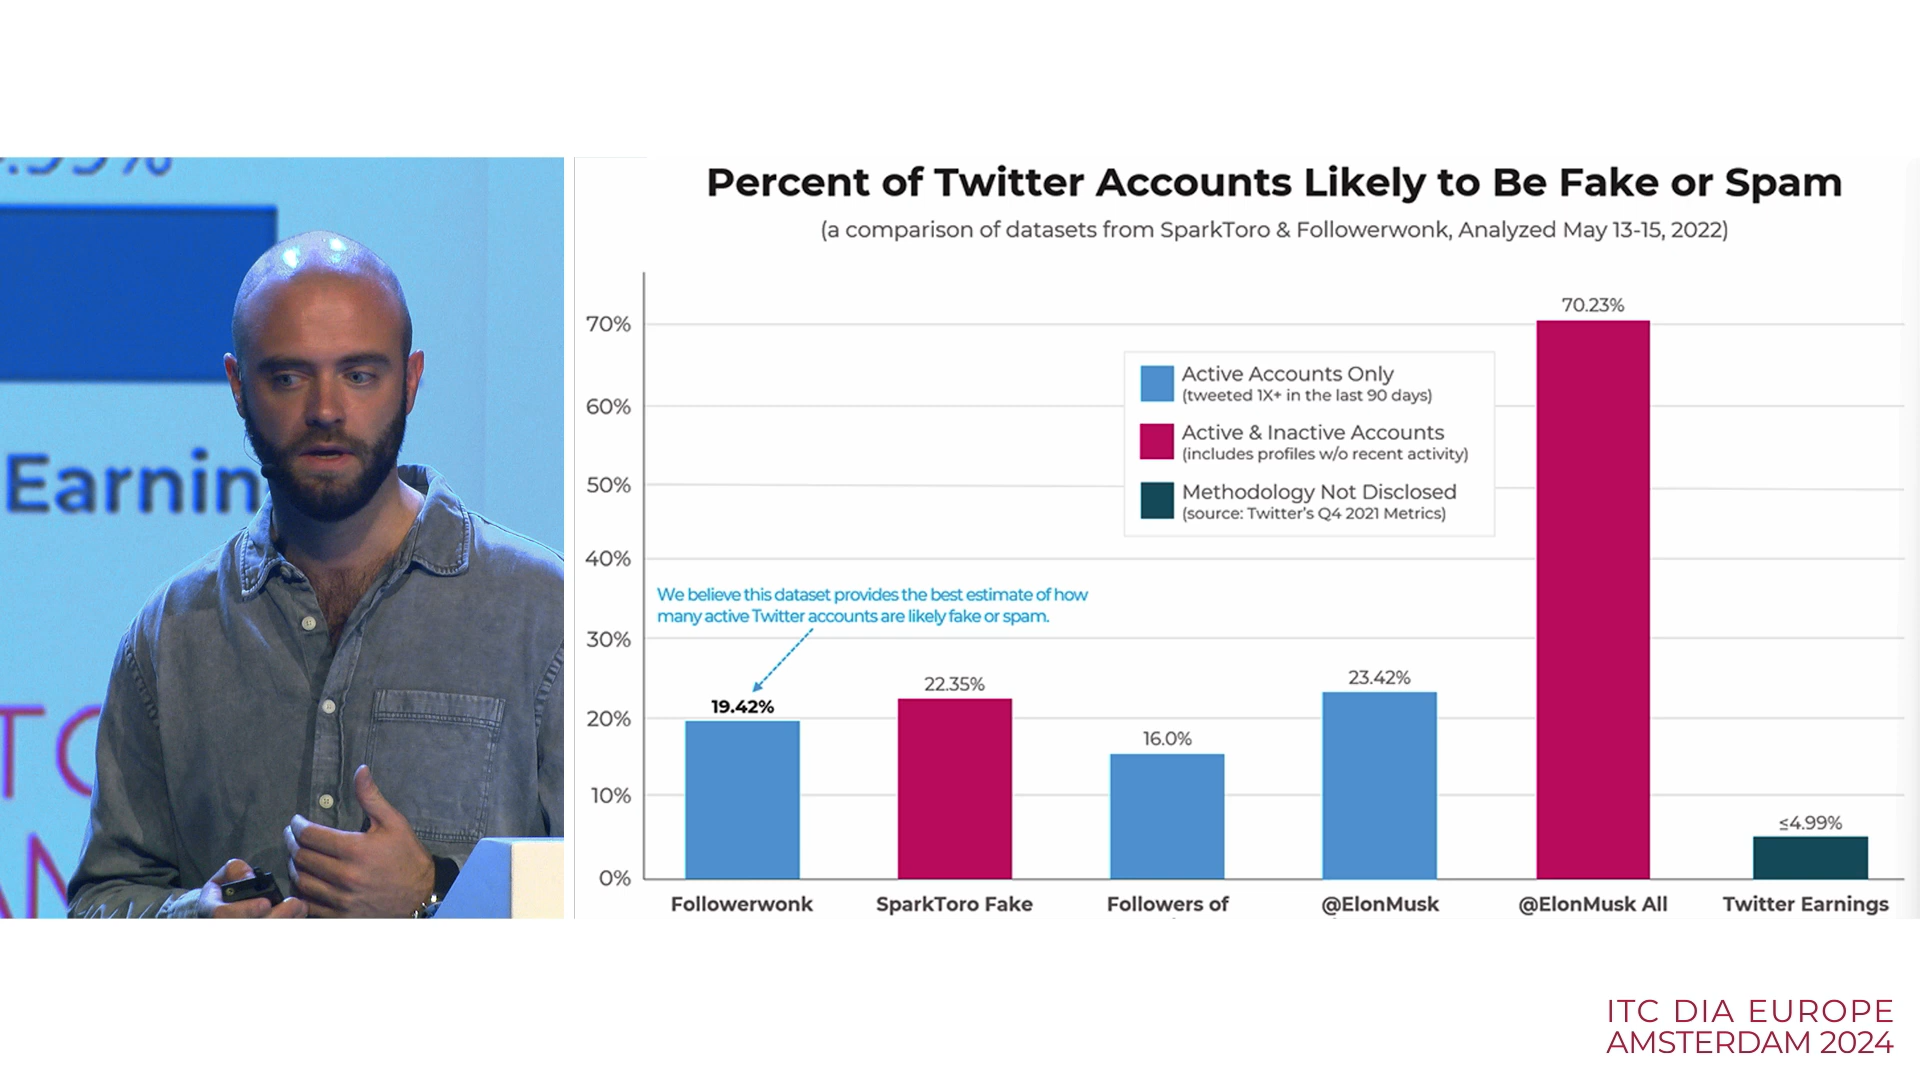 .99%
Earnin
Percent of Twitter Accounts Likely to Be Fake or Spam
(a comparison of datasets from SparkToro & Followerwonk, Analyzed May 13-15, 2022)
70%
60%
50%
40%
30%
20%
10%
0%
Active Accounts Only
(tweeted 1X+ in the last 90 days)
Active & Inactive Accounts
(includes profiles w/o recent activity)
Methodology Not Disclosed
(source: Twitter's Q4 2021 Metrics)
We believe this dataset provides the best estimate of how
many active Twitter accounts are likely fake or spam.
19.42%
22.35%
16.0%
23.42%
70.23%
≤4.99%
Followerwonk
SparkToro Fake
Followers of
@ElonMusk
@ElonMusk All
Twitter Earnings
ITC DIA EUROPE
AMSTERDAM 2024